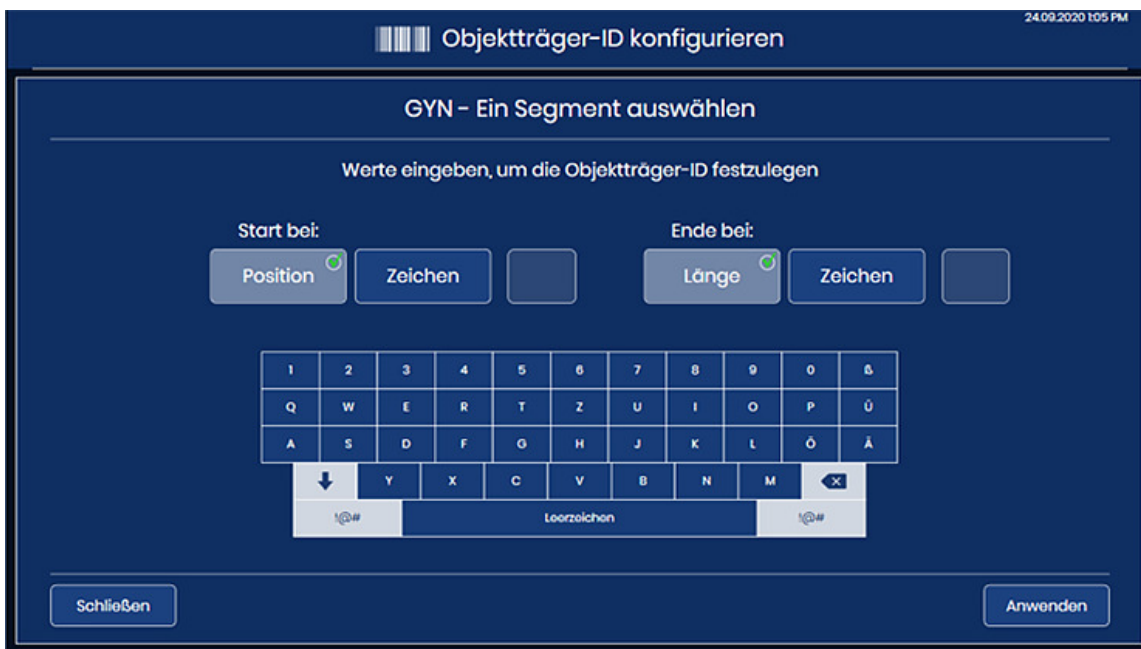 24.09.2020 1:05 PM
Objektträger-ID konfigurieren
GYN - Ein Segment auswählen
Werte eingeben, um die Objektträger-ID festzulegen
Start bei: Ende bei:
Position Zeichen Länge Zeichen
1 2 3 4 5 6 7 8 9 0 ß
Q W E R T Z U I O P Ü
A S D F G H J K L Ö Ä
Y X C V B N M
!@# Leerzeichen !@#
Schließen Anwenden